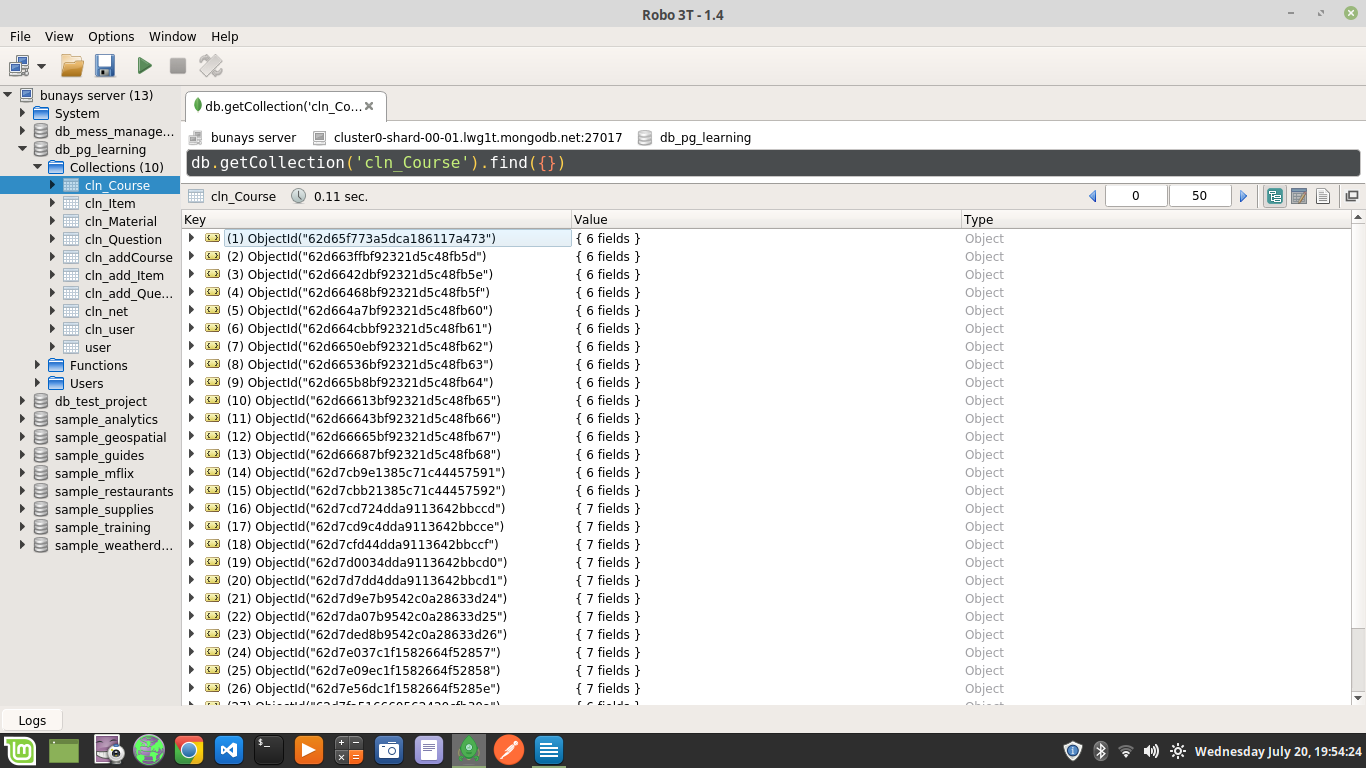 Robo 3T - 1.4
File View Options Window Help
bunays server (13)
System
db_mess_manage...
db_pg_learning
Collections (10)
cln_Course
cln_Item
cln_Material
cln_Question
cln_addCourse
cln_add_Item
cln_add_Que...
cln_net
cln_user
user
Functions
Users
db_test_project
sample_analytics
sample_geospatial
sample_guides
sample_mflix
sample_restaurants
sample_supplies
sample_training
sample_weatherd...
db.getCollection('cln_Co...
bunays server cluster0-shard-00-01.lwg1t.mongodb.net:27017 db_pg_learning
db.getCollection('cln_Course').find({})
cln_Course 0.11 sec. 0 50
Key Value Type
(1) ObjectId("62d65f773a5dca186117a473") { 6 fields } Object
(2) ObjectId("62d663ffbf92321d5c48fb5d") { 6 fields } Object
(3) ObjectId("62d6642dbf92321d5c48fb5e") { 6 fields } Object
(4) ObjectId("62d66468bf92321d5c48fb5f") { 6 fields } Object
(5) ObjectId("62d664a7bf92321d5c48fb60") { 6 fields } Object
(6) ObjectId("62d664cbbf92321d5c48fb61") { 6 fields } Object
(7) ObjectId("62d6650ebf92321d5c48fb62") { 6 fields } Object
(8) ObjectId("62d66536bf92321d5c48fb63") { 6 fields } Object
(9) ObjectId("62d665b8bf92321d5c48fb64") { 6 fields } Object
(10) ObjectId("62d66613bf92321d5c48fb65") { 6 fields } Object
(11) ObjectId("62d66643bf92321d5c48fb66") { 6 fields } Object
(12) ObjectId("62d66665bf92321d5c48fb67") { 6 fields } Object
(13) ObjectId("62d66687bf92321d5c48fb68") { 6 fields } Object
(14) ObjectId("62d7cb9e1385c71c44457591") { 6 fields } Object
(15) ObjectId("62d7cbb21385c71c44457592") { 6 fields } Object
(16) ObjectId("62d7cd724dda9113642bbccd") { 7 fields } Object
(17) ObjectId("62d7cd9c4dda9113642bbcce") { 7 fields } Object
(18) ObjectId("62d7cfd44dda9113642bbccf") { 7 fields } Object
(19) ObjectId("62d7d0034dda9113642bbcd0") { 7 fields } Object
(20) ObjectId("62d7d7dd4dda9113642bbcd1") { 7 fields } Object
(21) ObjectId("62d7d9e7b9542c0a28633d24") { 7 fields } Object
(22) ObjectId("62d7da07b9542c0a28633d25") { 7 fields } Object
(23) ObjectId("62d7ded8b9542c0a28633d26") { 7 fields } Object
(24) ObjectId("62d7e037c1f1582664f52857") { 7 fields } Object
(25) ObjectId("62d7e09ec1f1582664f52858") { 7 fields } Object
(26) ObjectId("62d7e56dc1f1582664f5285e") { 7 fields } Object
Logs
Wednesday July 20, 19:54:24